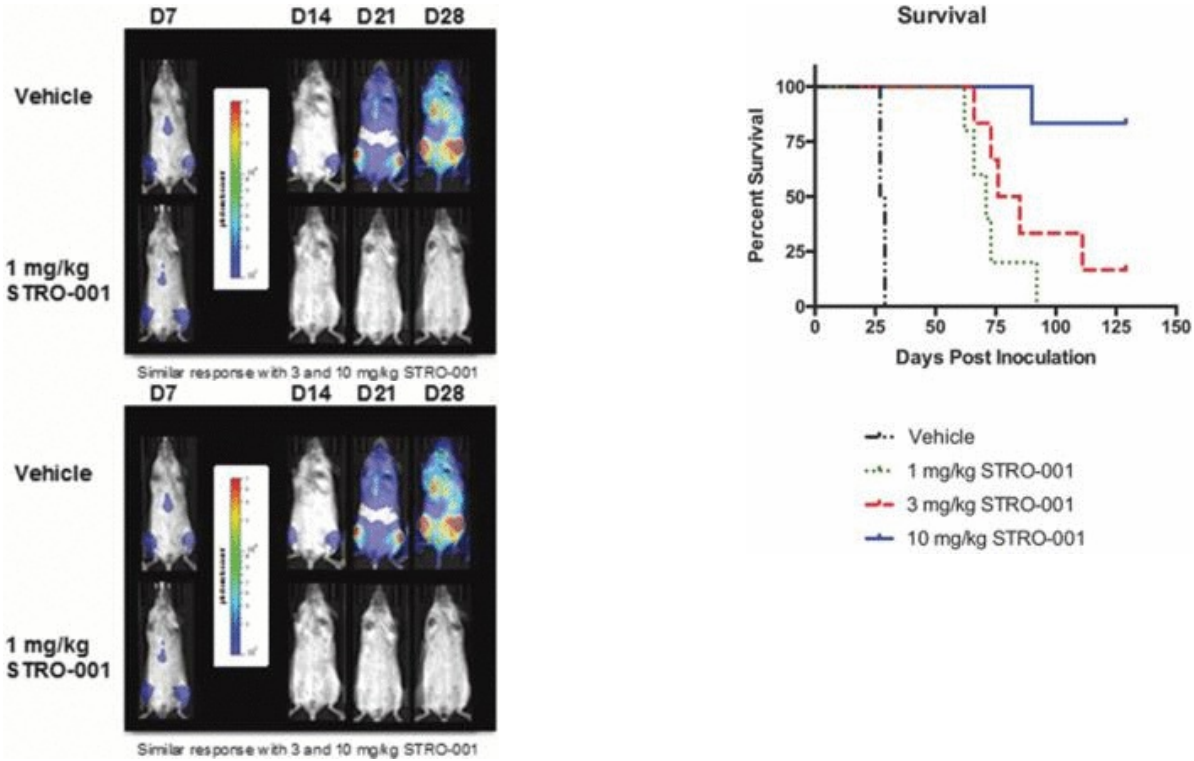 D7 D14 D21 D28
Vehicle
1 mg/kg
STRO-001
Similar response with 3 and 10 mg/kg STRO-001
D7 D14 D21 D28
Vehicle
1 mg/kg
STRO-001
Similar response with 3 and 10 mg/kg STRO-001
Survival
Percent Survival
100
75
50
25
0
0 25 50 75 100 125 150
Days Post Inoculation
Vehicle
1 mg/kg STRO-001
3 mg/kg STRO-001
10 mg/kg STRO-001